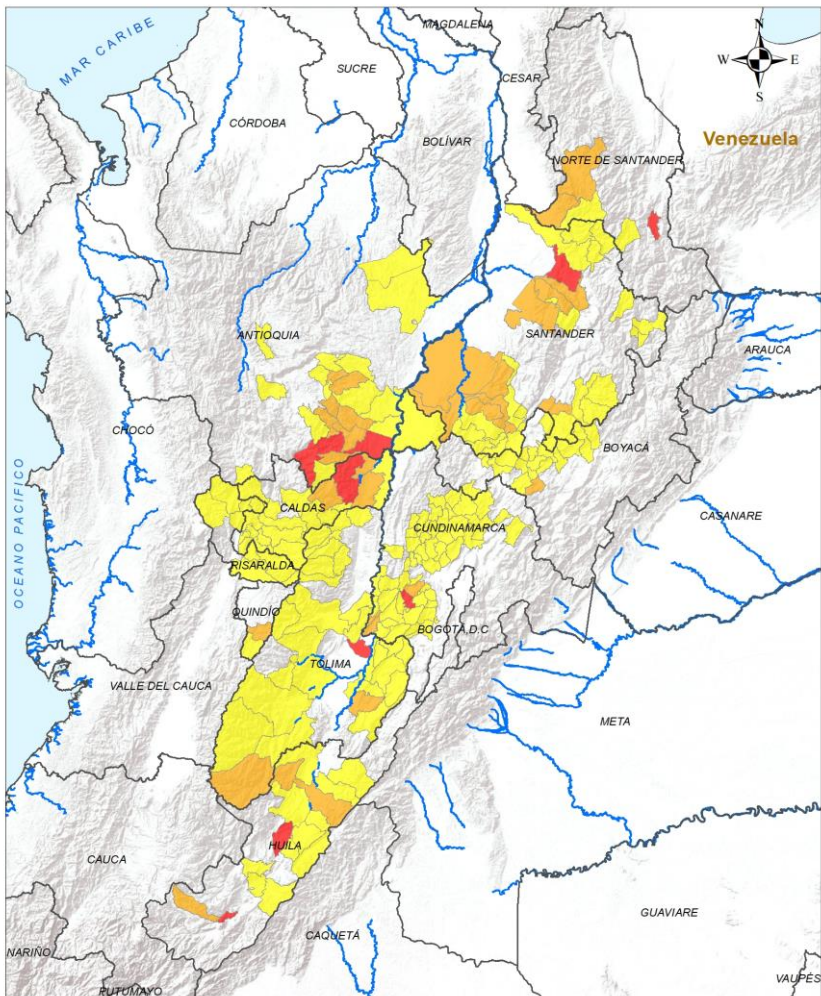 MAGDALENA
MAR CARIBE
N
W E
S
SUCRE
CESAR
CÓRDOBA
BOLÍVAR
Venezuela
NORTE DE SANTANDER
ANTIOQUIA
SANTANDER
ARAUCA
CHOCÓ
BOYACÁ
OCEANO PACIFICO
CALDAS
CUNDINAMARCA
CASANARE
RISARALDA
QUINDÍO
BOGOTÁ, D.C
TOLIMA
VALLE DEL CAUCA
META
HUILA
CAUCA
GUAVIARE
CAQUETÁ
NARIÑO
PUTUMAYO
VAUPÉS